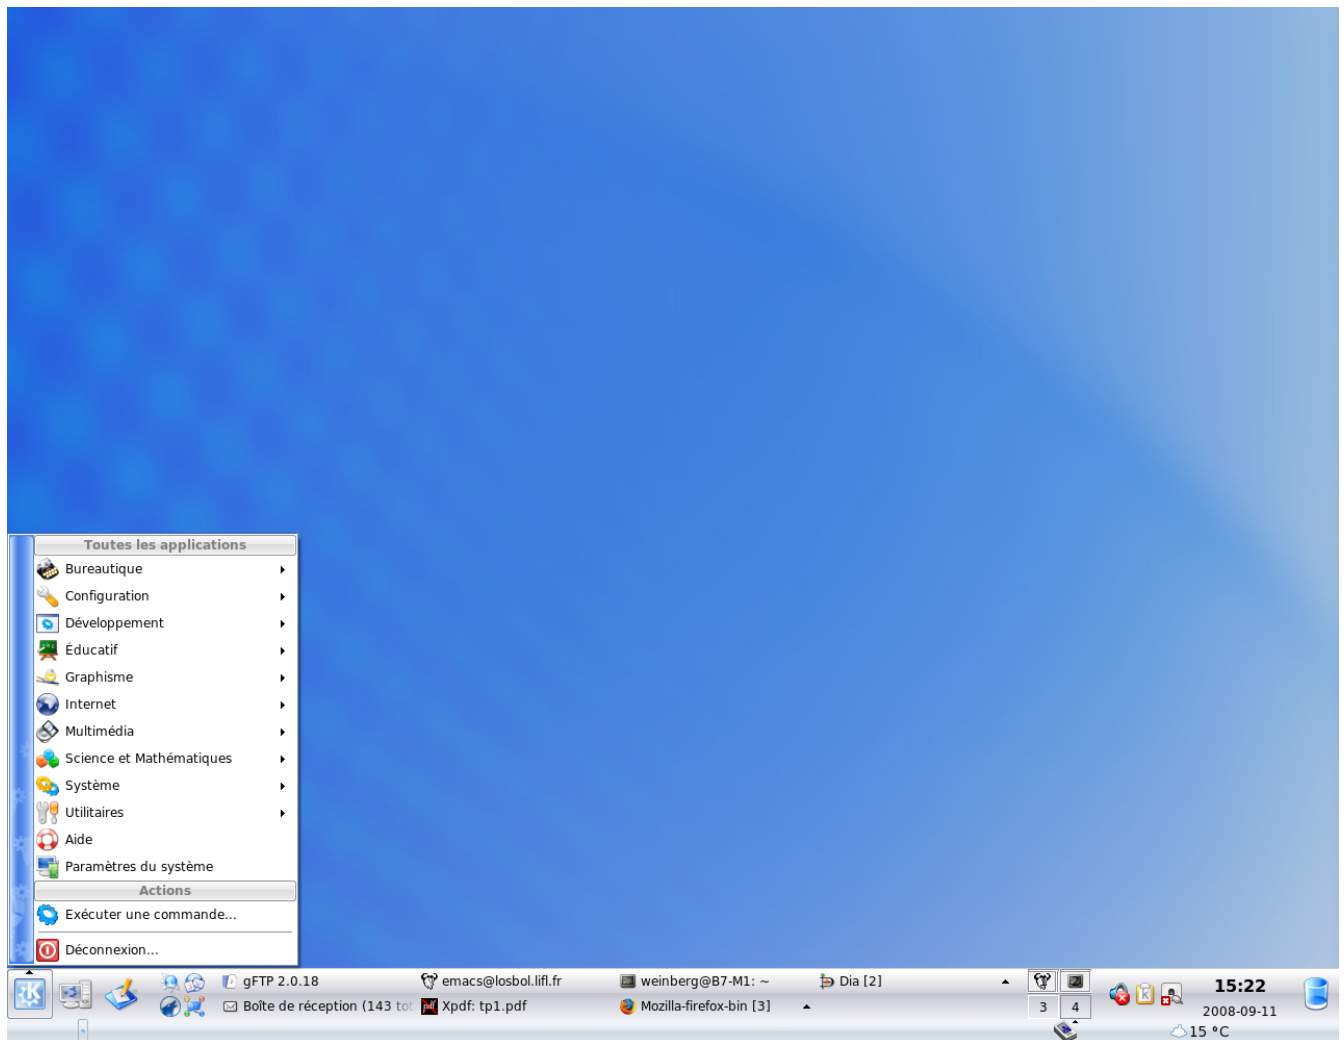 Toutes les applications
Bureautique
Configuration
Développement
Éducatif
Graphisme
Internet
Multimédia
Science et Mathématiques
Système
Utilitaires
Aide
Paramètres du système
Actions
Exécuter une commande...
Déconnexion...
gFTP 2.0.18
emacs@losbol.lifl.fr
weinberg@B7-M1: ~
Dia [2]
Boîte de réception (143 tot
Xpdf: tp1.pdf
Mozilla-firefox-bin [3]
3 4
15:22
2008-09-11
15 °C